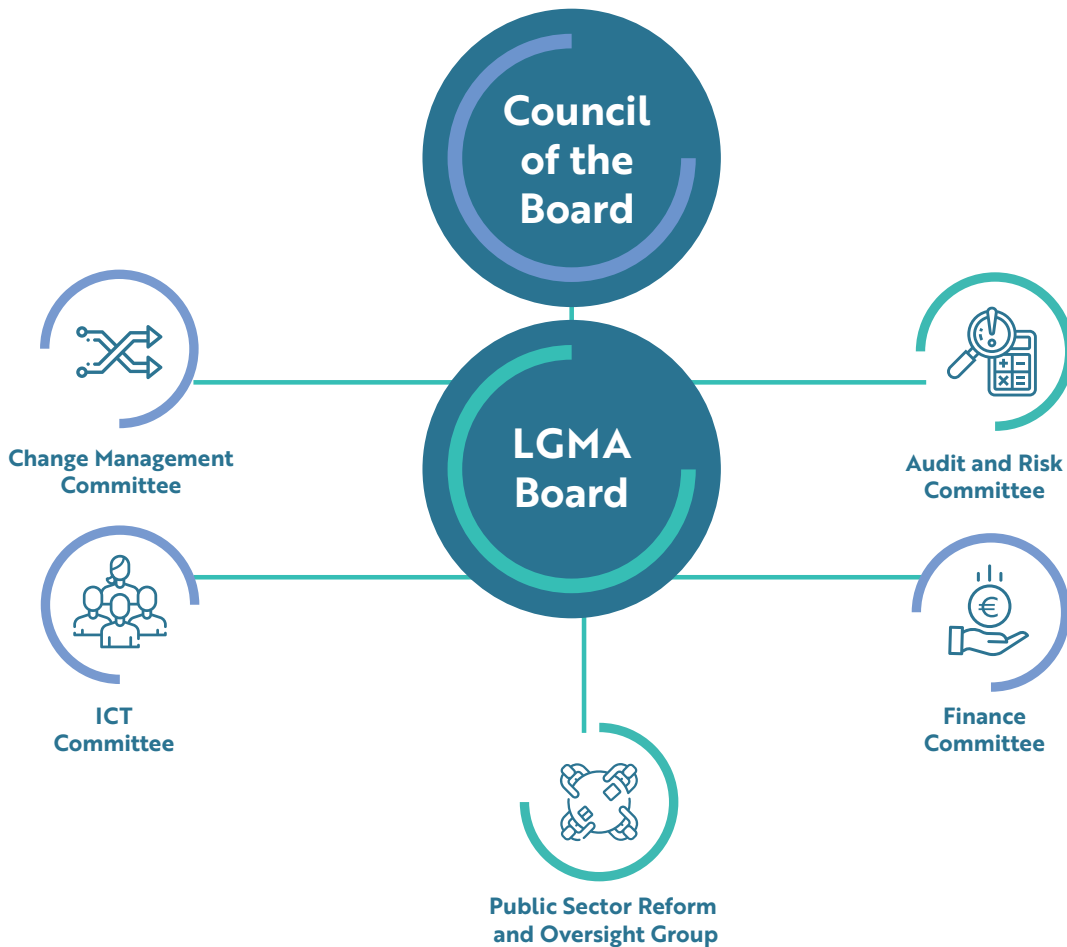 Council
of the
Board
LGMA
Board
Change Management
Committee
Audit and Risk
Committee
ICT
Committee
Finance
Committee
Public Sector Reform
and Oversight Group